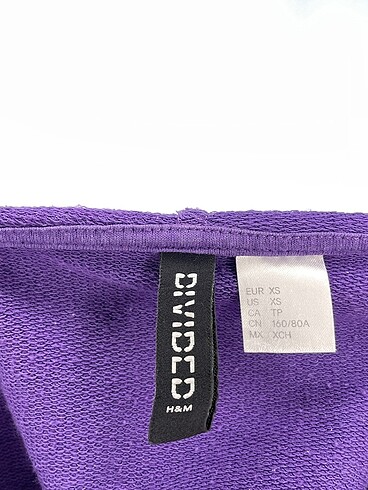 DIVIDED
H&M
EUR XS
US XS
CA TP
CN 160/80A
MX XCH